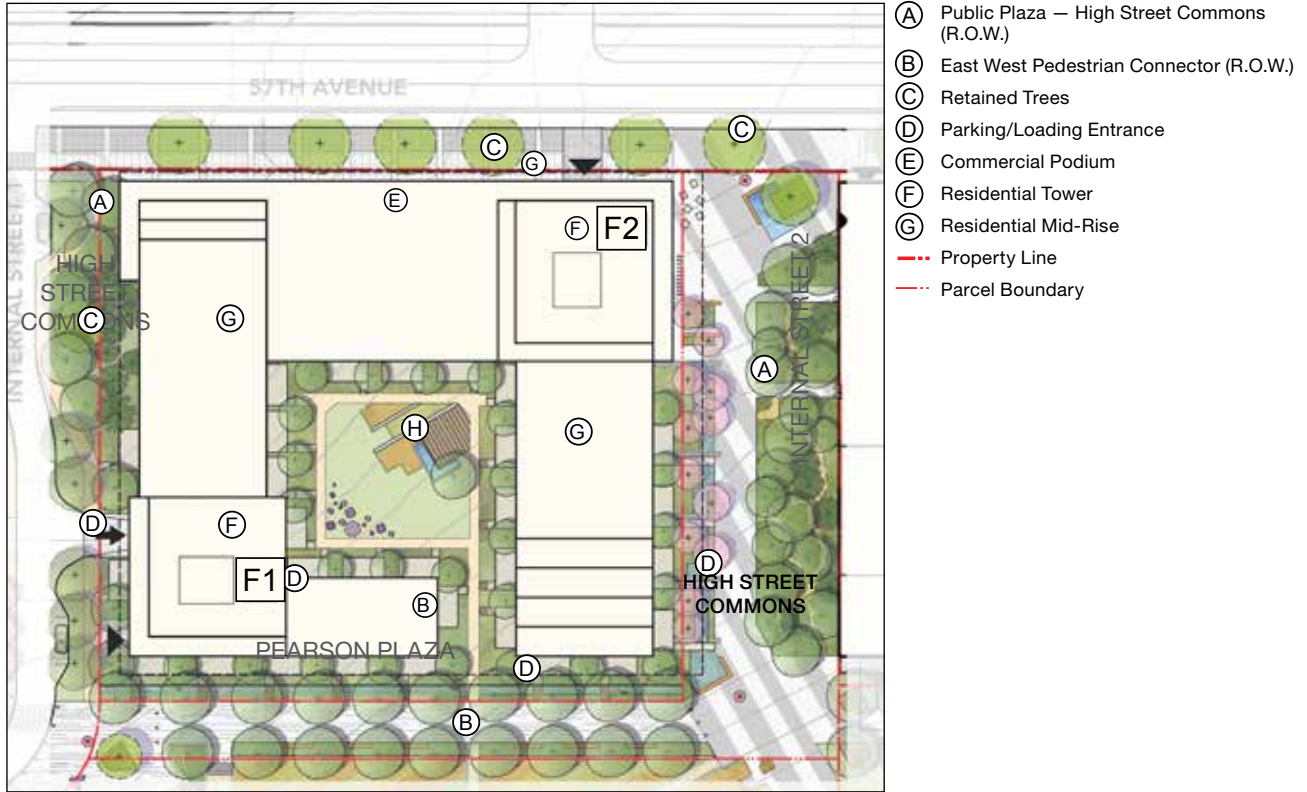 57TH AVENUE
C
C
G
A
E
F
F2
INTERNAL STREET 1
HIGH
STREET
COMMONS
C
G
INTERNAL STREET 2
A
H
G
D
F
F1
D
B
D
HIGH STREET
COMMONS
PEARSON PLAZA
D
B
A Public Plaza — High Street Commons
(R.O.W.)
B East West Pedestrian Connector (R.O.W.)
C Retained Trees
D Parking/Loading Entrance
E Commercial Podium
F Residential Tower
G Residential Mid-Rise
Property Line
Parcel Boundary